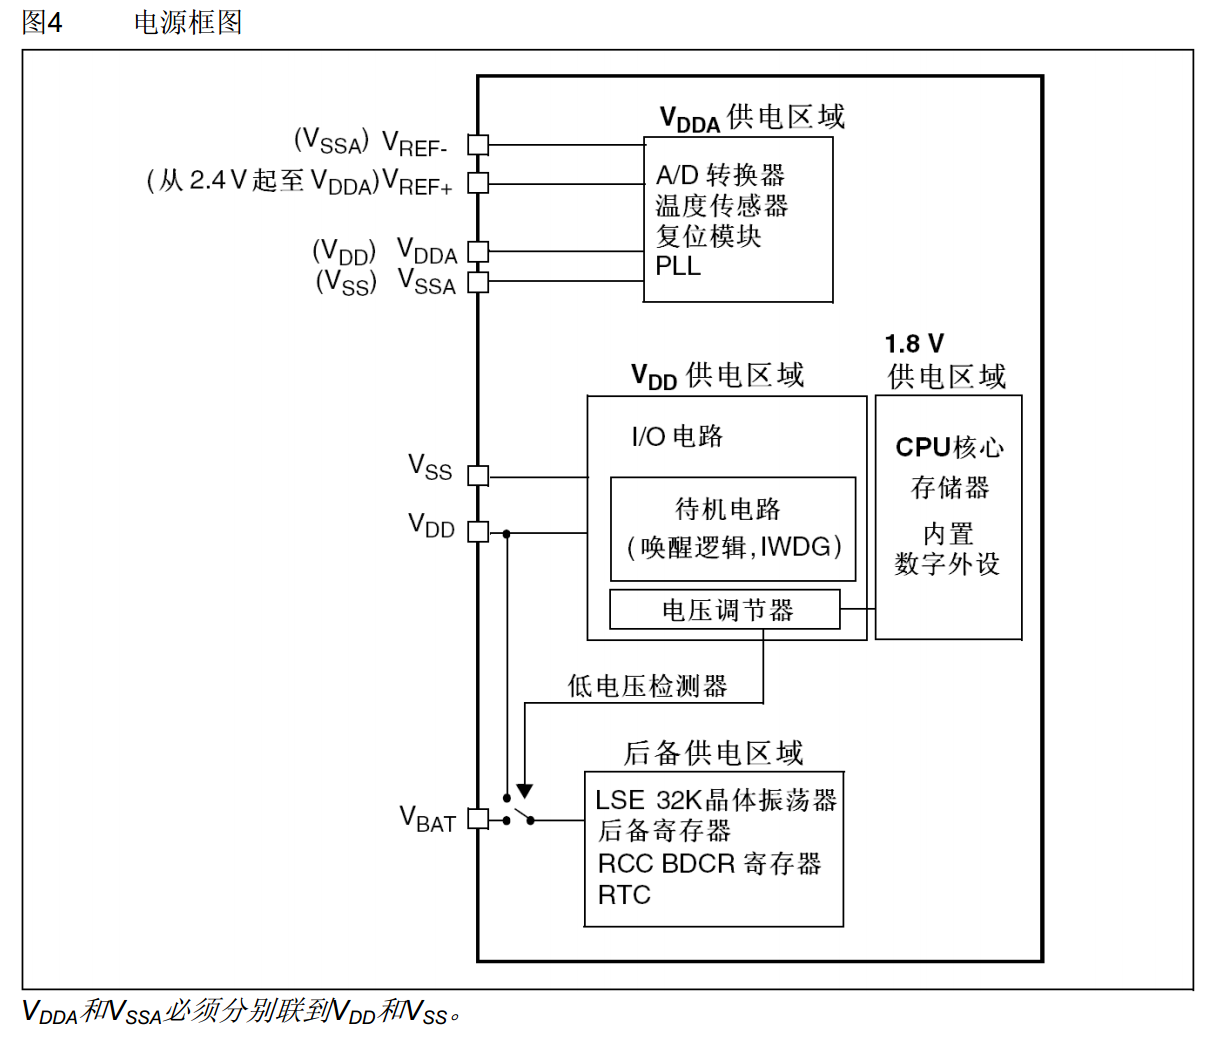 图4 电源框图
VDDA 供电区域
(VSSA) VREF-
(从 2.4 V 起至 VDDA)VREF+
A/D 转换器
温度传感器
复位模块
(VDD) VDDA
PLL
(VSS) VSSA
1.8 V
供电区域
VDD 供电区域
I/O 电路
CPU核心
存储器
内置
数字外设
VSS
待机电路
VDD
(唤醒逻辑,IWDG)
电压调节器
低电压检测器
后备供电区域
VBAT
LSE 32K晶体振荡器
后备寄存器
RCC BDCR 寄存器
RTC
VDDA和VSSA必须分别联到VDD和VSS。